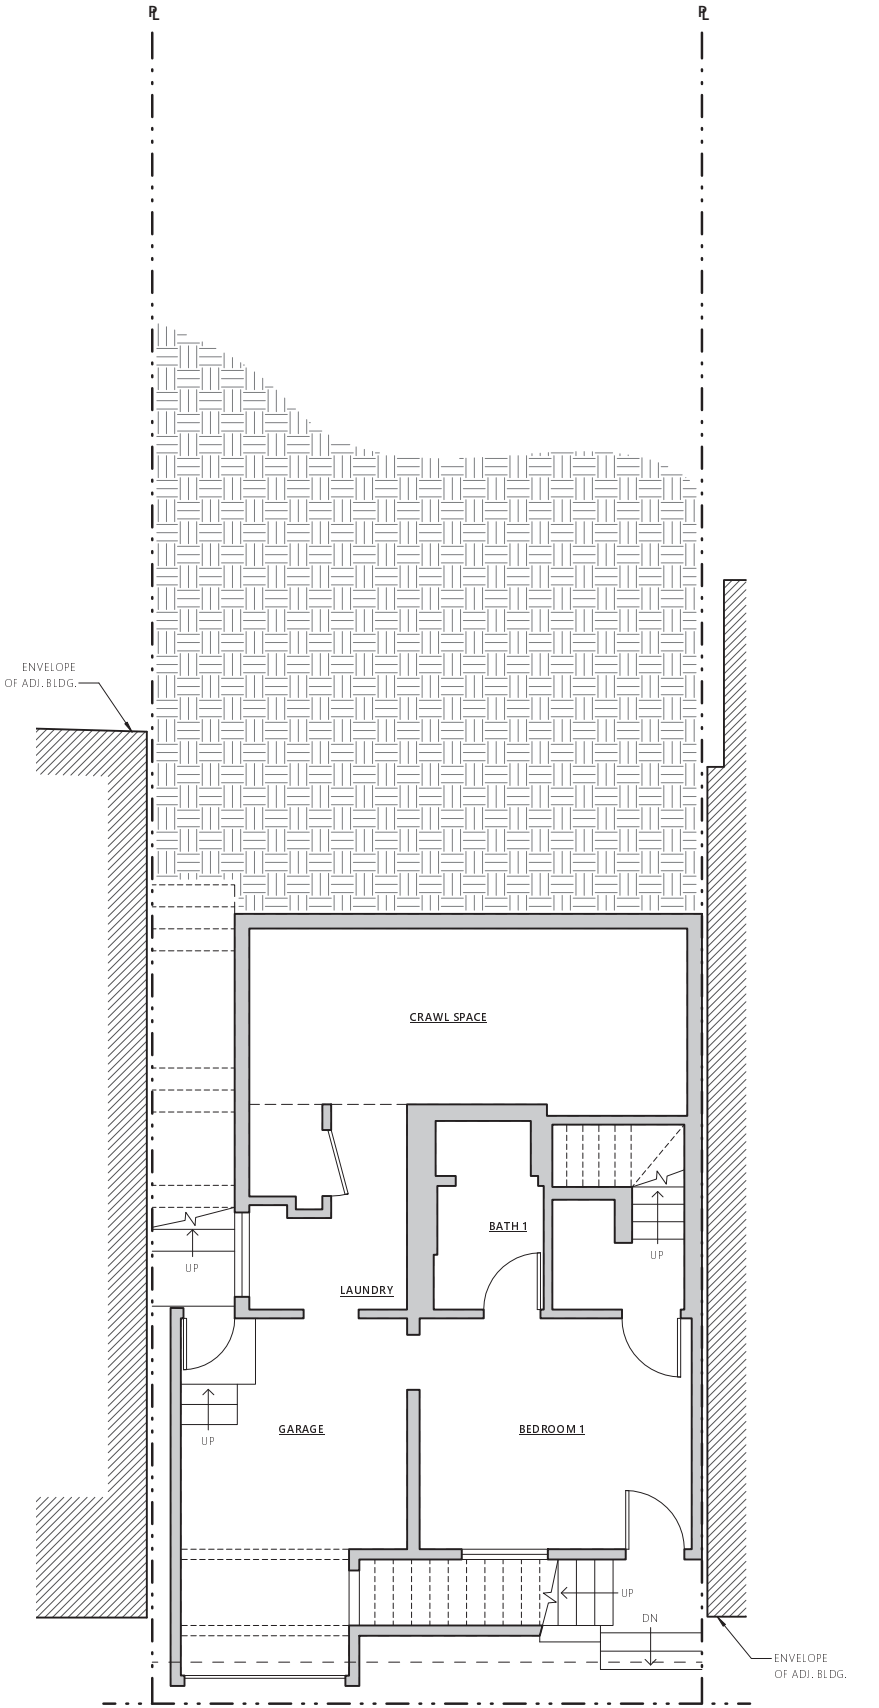 PL PL
ENVELOPE
OF ADJ. BLDG.
CRAWL SPACE
BATH 1
UP
UP
LAUNDRY
GARAGE
BEDROOM 1
UP
UP
DN
ENVELOPE
OF ADJ. BLDG.